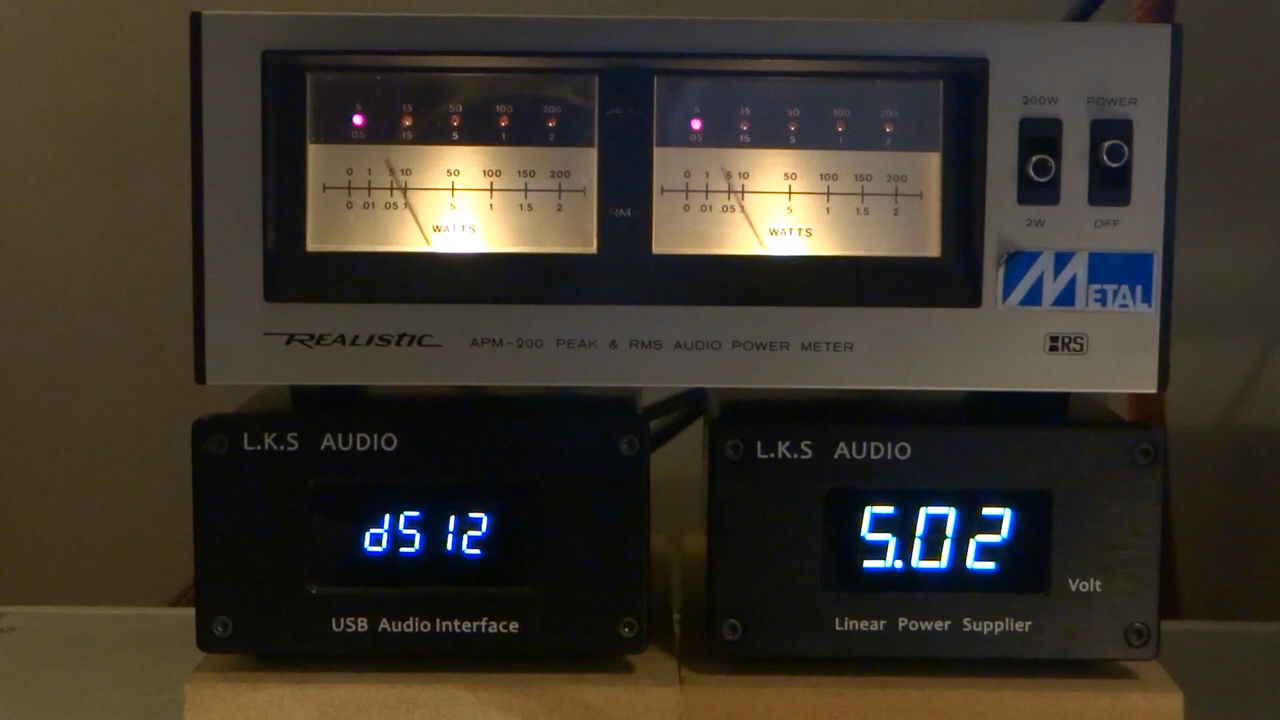 5 15 50 100 200
.05 .15 .5 1 2
0 1 5 10 50 100 150 200
0 .01 .05 .1 .5 1 1.5 2
WATTS
5 15 50 100 200
.05 .15 .5 1 2
0 1 5 10 50 100 150 200
0 .01 .05 .1 .5 1 1.5 2
WATTS
RMS
200W POWER
2W OFF
METAL
REALISTIC APM-200 PEAK & RMS AUDIO POWER METER RS
L.K.S AUDIO
d512
USB Audio Interface
L.K.S AUDIO
5.02
Volt
Linear Power Supplier